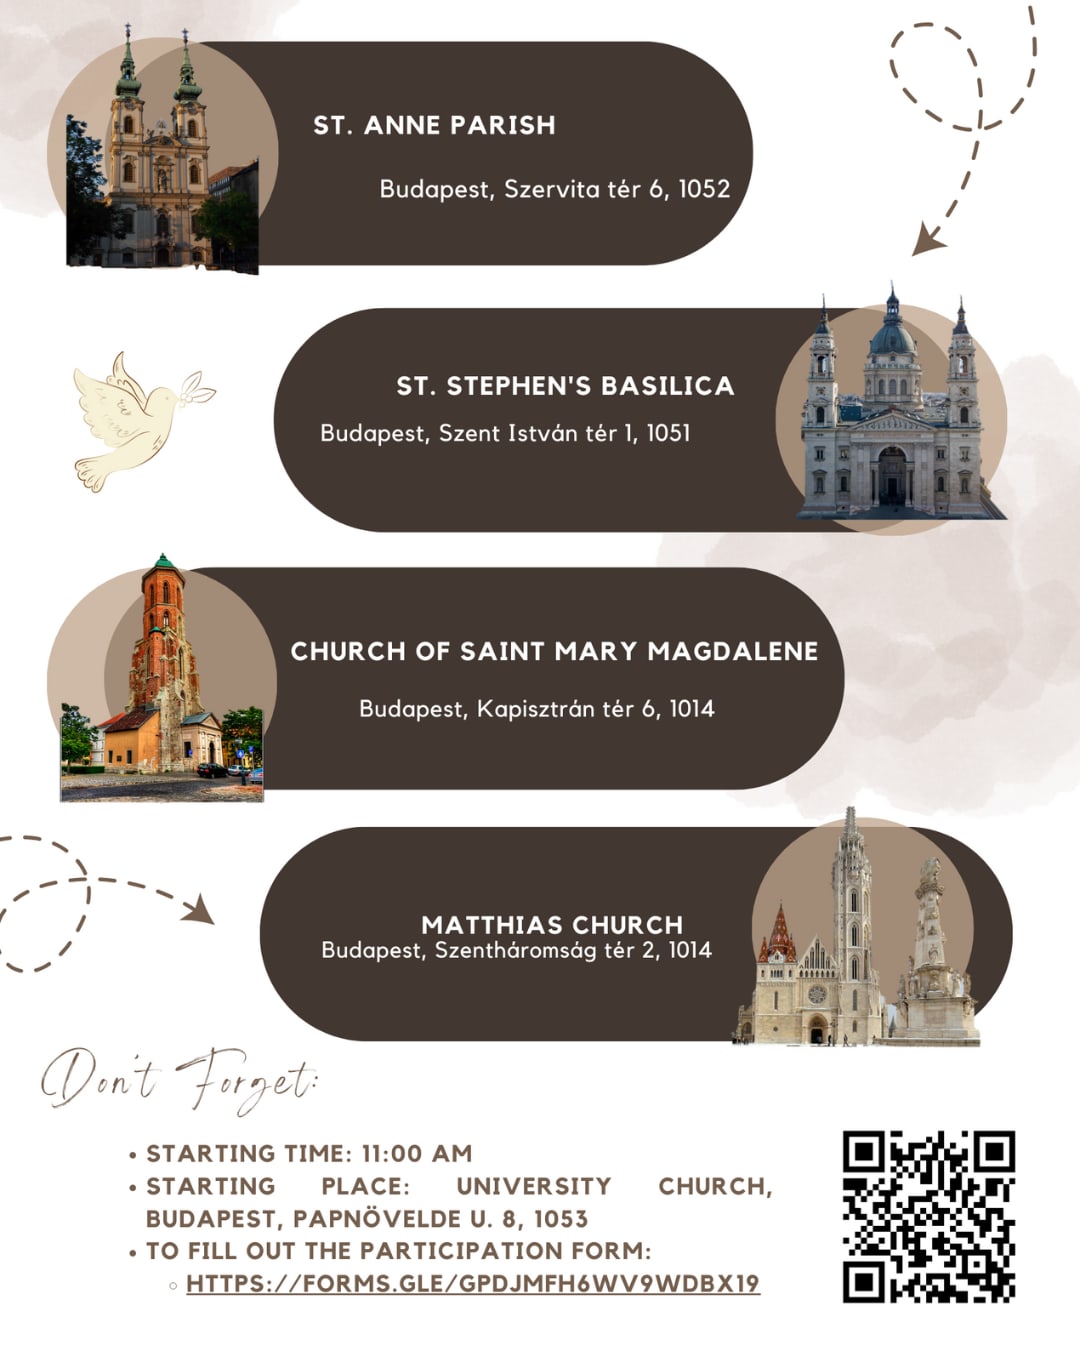 ST. ANNE PARISH
Budapest, Szervita tér 6, 1052
ST. STEPHEN'S BASILICA
Budapest, Szent István tér 1, 1051
CHURCH OF SAINT MARY MAGDALENE
Budapest, Kapisztrán tér 6, 1014
MATTHIAS CHURCH
Budapest, Szentháromság tér 2, 1014
Don't Forget:
• STARTING TIME: 11:00 AM
• STARTING PLACE: UNIVERSITY CHURCH,
BUDAPEST, PAPNÖVELDE U. 8, 1053
• TO FILL OUT THE PARTICIPATION FORM:
◦ HTTPS://FORMS.GLE/GPDJMFH6WV9WDBX19